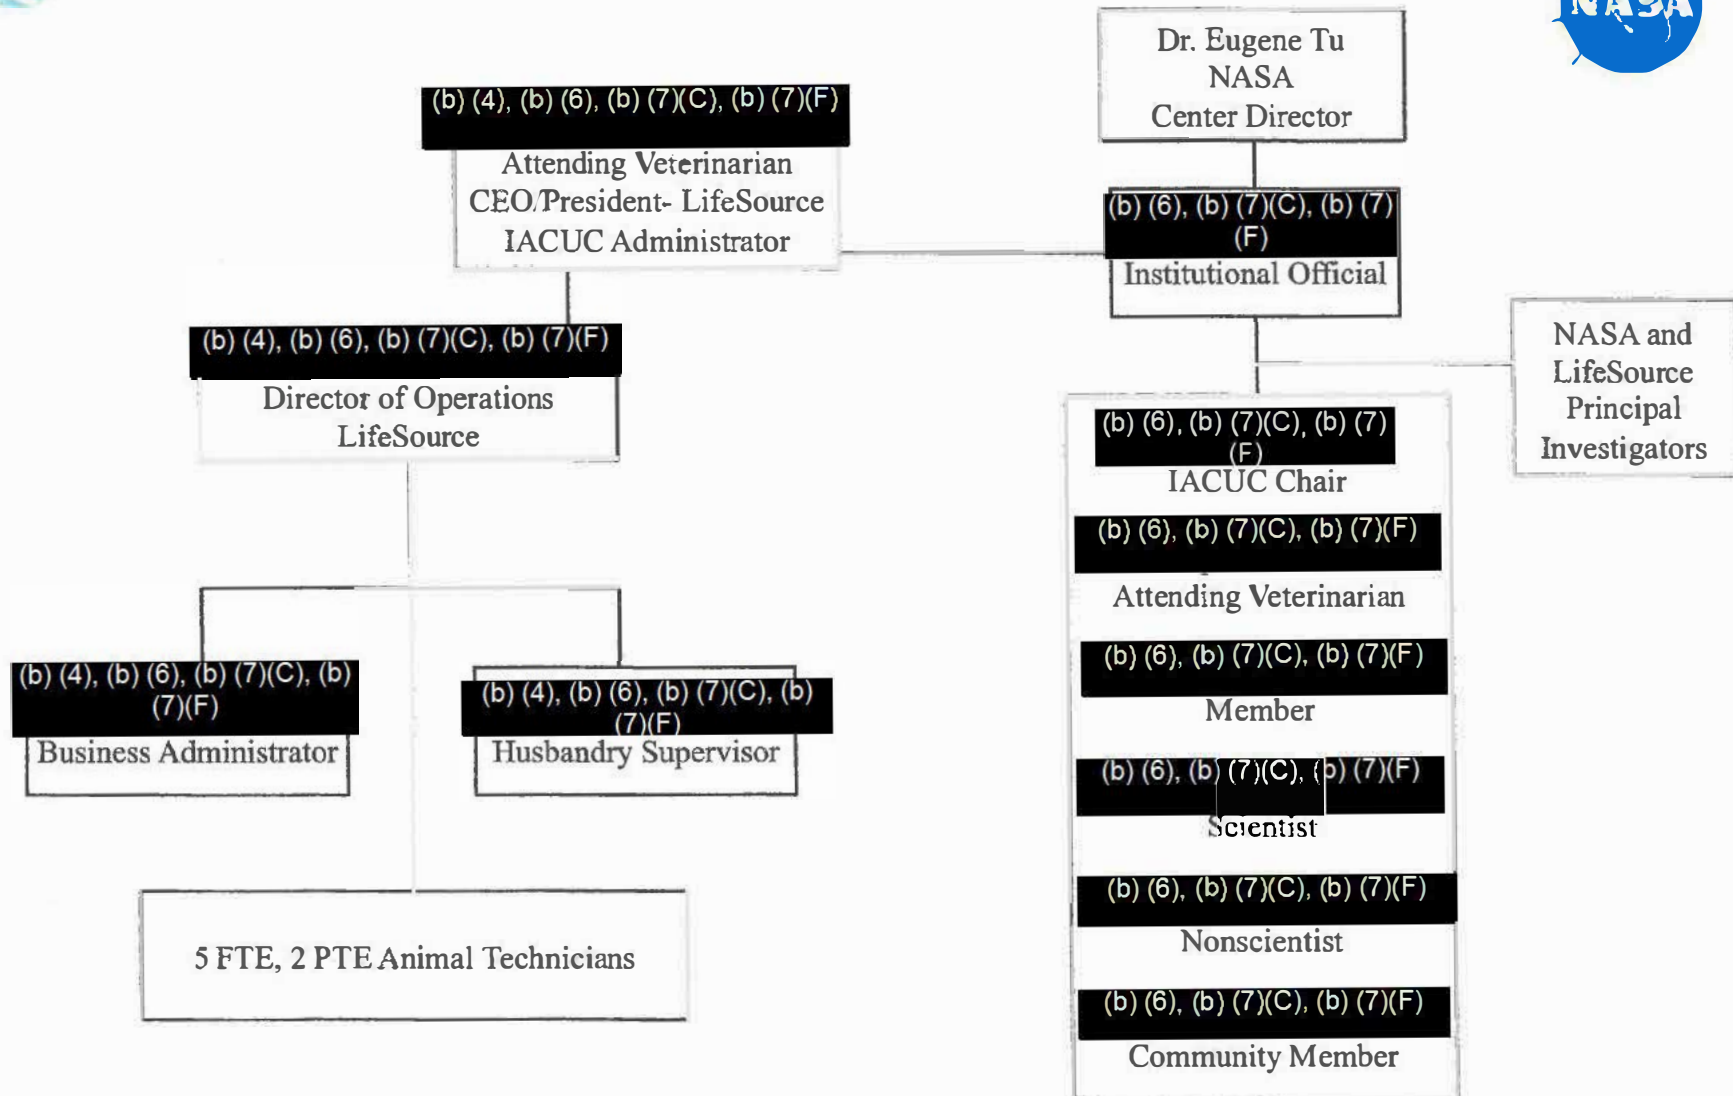 NASA
Dr. Eugene Tu
NASA
Center Director
(b) (4), (b) (6), (b) (7)(C), (b) (7)(F)
Attending Veterinarian
CEO/President- LifeSource
IACUC Administrator
(b) (6), (b) (7)(C), (b) (7)
(F)
Institutional Official
(b) (4), (b) (6), (b) (7)(C), (b) (7)(F)
Director of Operations
LifeSource
NASA and
LifeSource
Principal
Investigators
(b) (6), (b) (7)(C), (b) (7)
(F)
IACUC Chair
(b) (6), (b) (7)(C), (b) (7)(F)
Attending Veterinarian
(b) (6), (b) (7)(C), (b) (7)(F)
Member
(b) (6), (b) (7)(C), (b) (7)(F)
Scientist
(b) (6), (b) (7)(C), (b) (7)(F)
Nonscientist
(b) (6), (b) (7)(C), (b) (7)(F)
Community Member
(b) (4), (b) (6), (b) (7)(C), (b)
(7)(F)
Business Administrator
(b) (4), (b) (6), (b) (7)(C), (b)
(7)(F)
Husbandry Supervisor
5 FTE, 2 PTE Animal Technicians